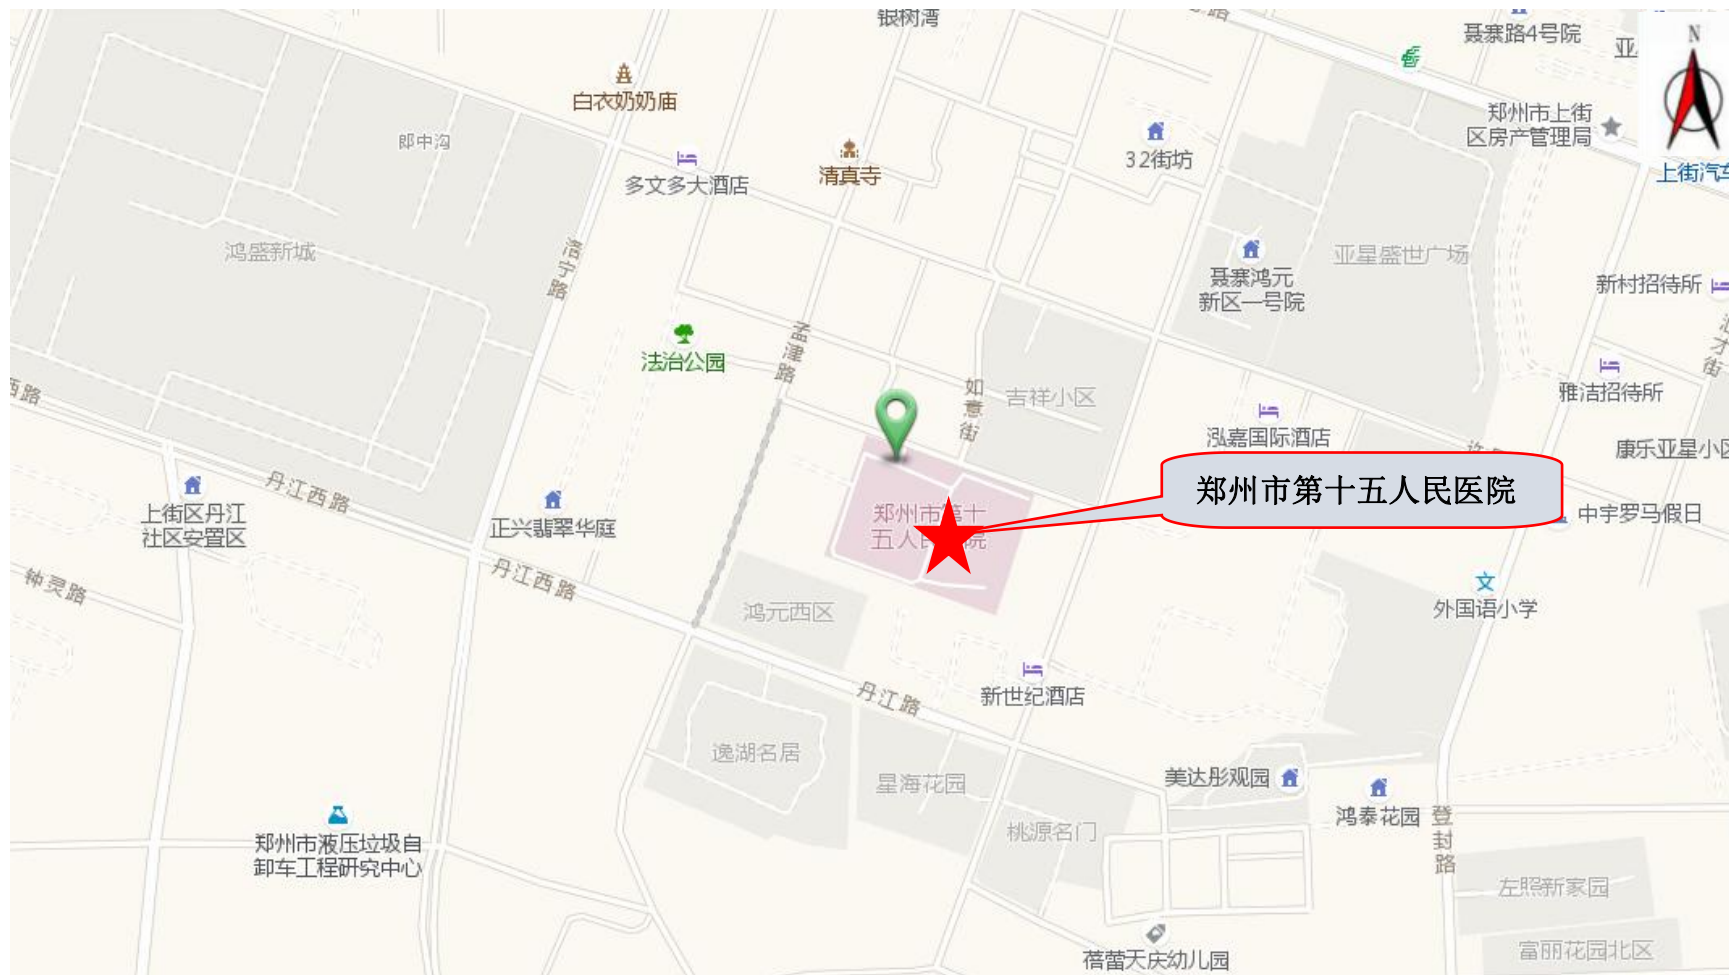 银树湾
路
聂寨路4号院
亚
N
白衣奶奶庙
郑州市上街
区房产管理局
郎中沟
32街坊
清真寺
上街汽车
多文多大酒店
鸿盛新城
洛宁路
亚星盛世广场
聂寨鸿元
新区一号院
新村招待所
孟津路
法治公园
才街
西路
如意街
吉祥小区
雅洁招待所
泓嘉国际酒店
康乐亚星小区
许
丹江西路
郑州市第十五人民医院
上街区丹江
社区安置区
正兴翡翠华庭
郑州市第十
五人民医院
中宇罗马假日
钟灵路
丹江西路
鸿元西区
外国语小学
文
新世纪酒店
丹江路
逸湖名居
星海花园
美达彤观园
鸿泰花园
登封路
桃源名门
郑州市液压垃圾自
卸车工程研究中心
左照新家园
蓓蕾天庆幼儿园
富丽花园北区